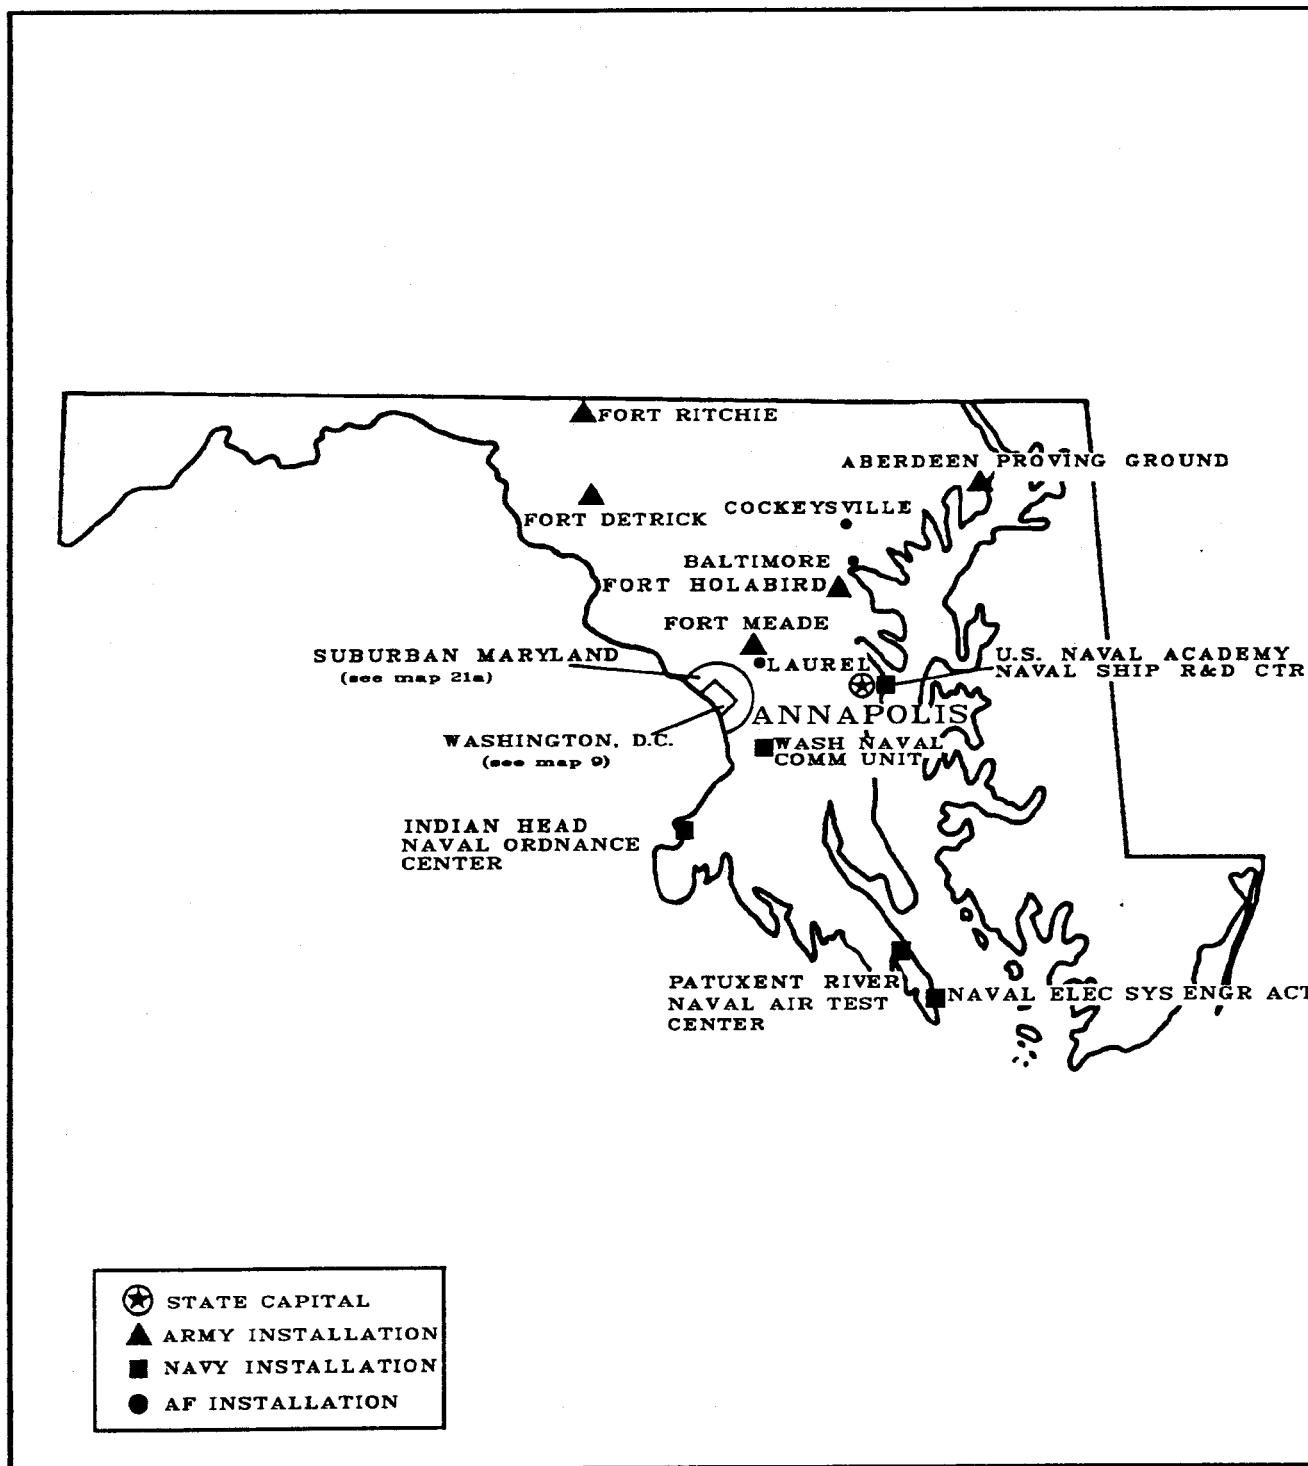 FORT RITCHIE
ABERDEEN PROVING GROUND
COCKEYSVILLE
FORT DETRICK
BALTIMORE
FORT HOLABIRD
FORT MEADE
SUBURBAN MARYLAND
(see map 21a)
LAUREL
U.S. NAVAL ACADEMY
NAVAL SHIP R&D CTR
ANNAPOLIS
WASHINGTON, D.C.
(see map 9)
WASH NAVAL
COMM UNIT
INDIAN HEAD
NAVAL ORDNANCE
CENTER
PATUXENT RIVER
NAVAL AIR TEST
CENTER
NAVAL ELEC SYS ENGR ACT
STATE CAPITAL
ARMY INSTALLATION
NAVY INSTALLATION
AF INSTALLATION